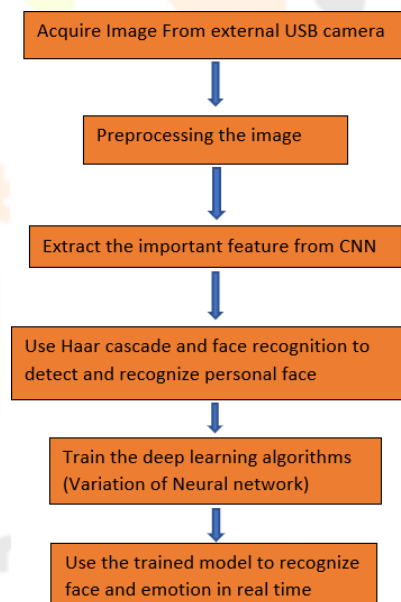 Acquire Image From external USB camera
Preprocessing the image
Extract the important feature from CNN
Use Haar cascade and face recognition to
detect and recognize personal face
Train the deep learning algorithms
(Variation of Neural network)
Use the trained model to recognize
face and emotion in real time